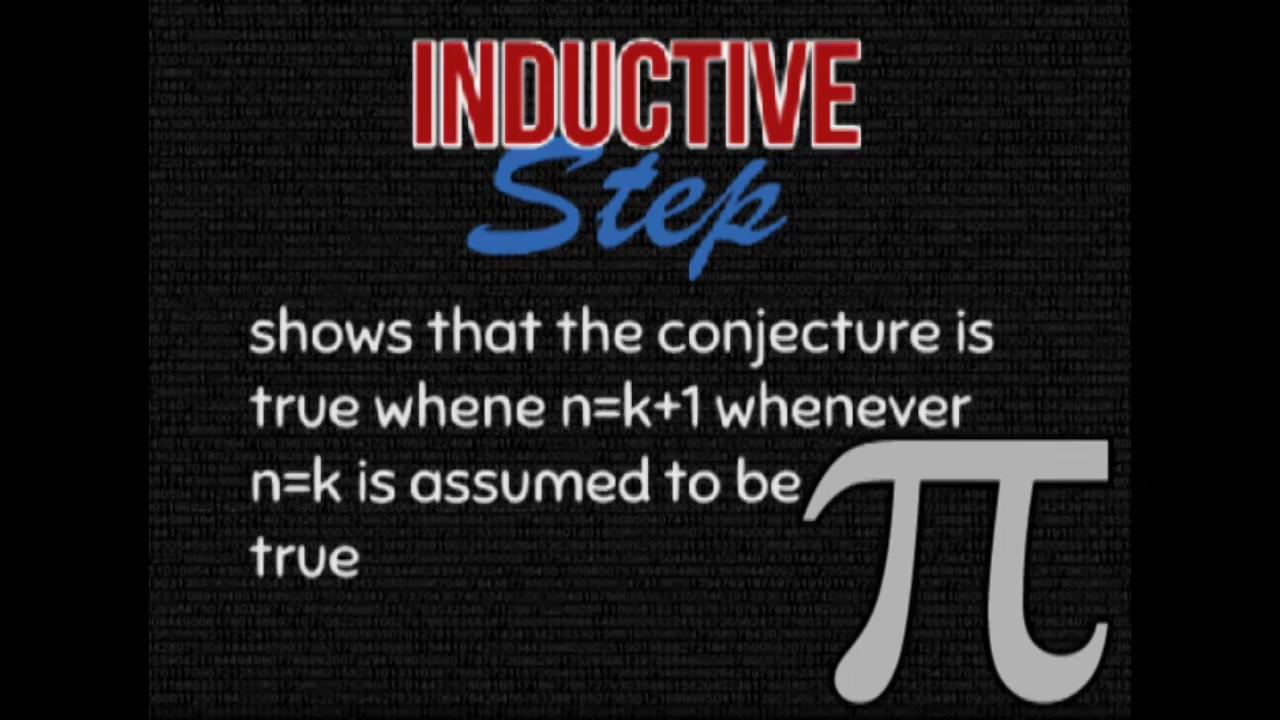 INDUCTIVE
Step
shows that the conjecture is
true whene n=k+1 whenever
n=k is assumed to be
true
π